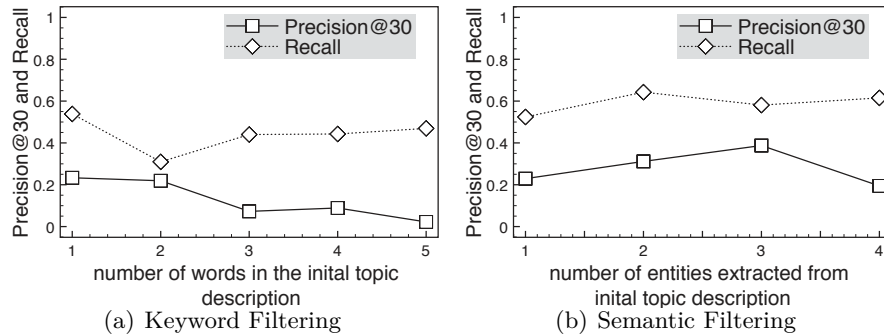 Precision@30 and Recall
1
0.8
0.6
0.4
0.2
0
Precision@30
Recall
1 2 3 4 5
number of words in the inital topic
description
(a) Keyword Filtering
Precision@30 and Recall
1
0.8
0.6
0.4
0.2
0
Precision@30
Recall
1 2 3 4
number of entities extracted from
inital topic description
(b) Semantic Filtering